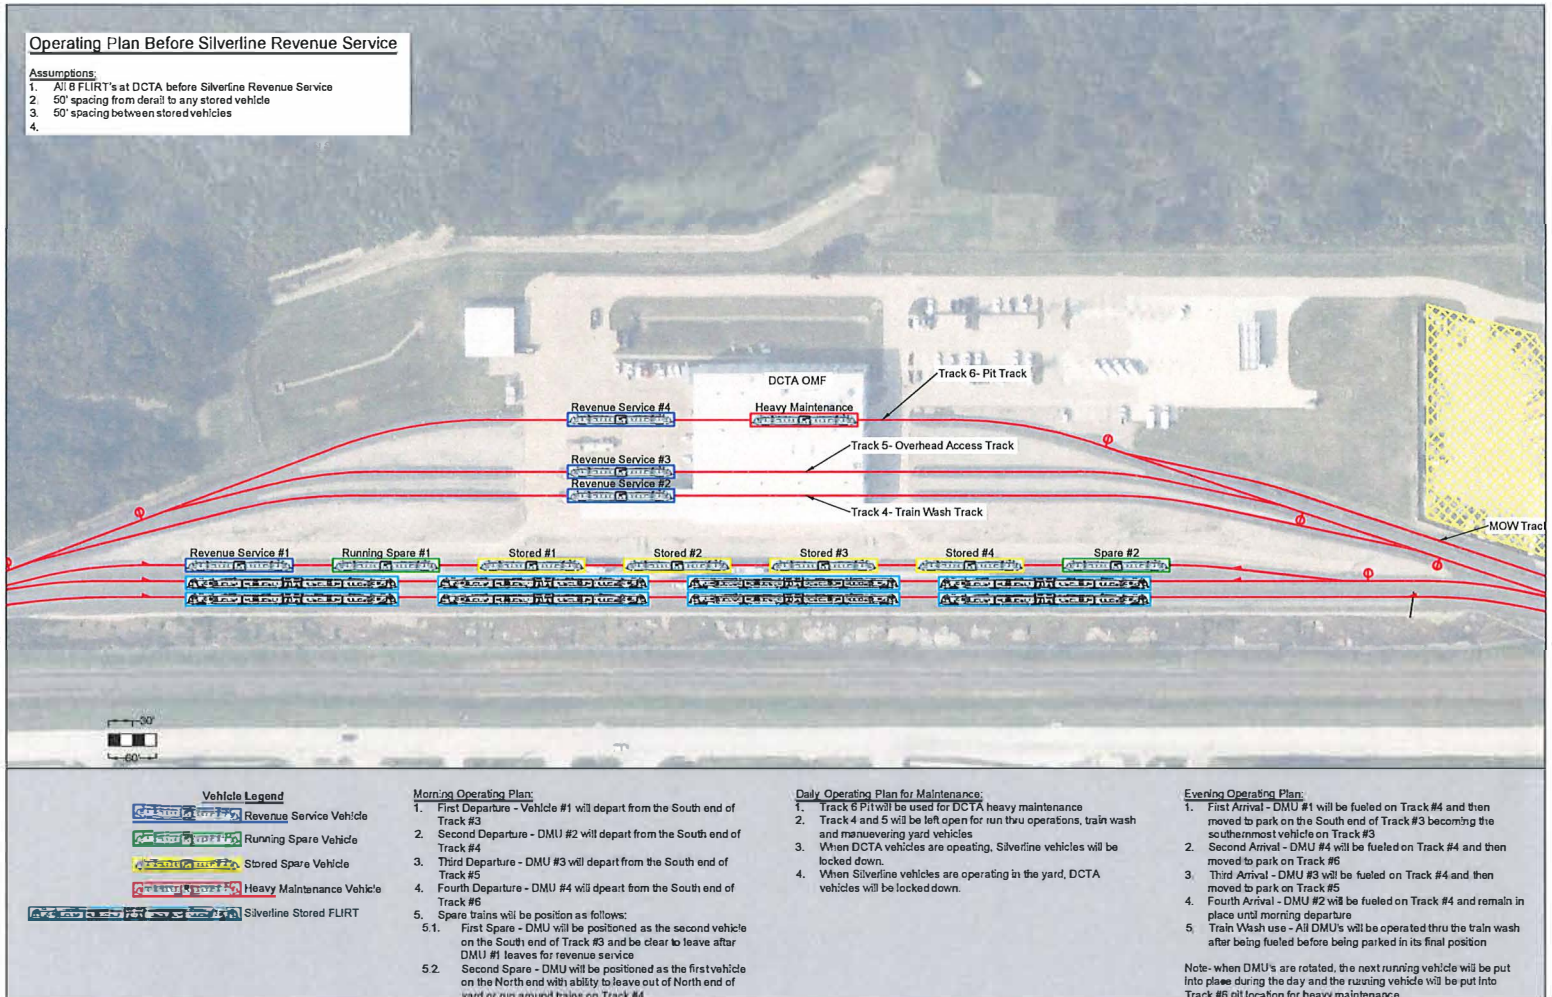 Operating Plan Before Silverline Revenue Service
Assumptions:
1. All 8 FLIRT's at DCTA before Silverline Revenue Service
2. 50' spacing from derail to any stored vehicle
3. 50' spacing between stored vehicles
4.
DCTA OMF
Track 6- Pit Track
Revenue Service #4
Heavy Maintenance
Track 5- Overhead Access Track
Revenue Service #3
Revenue Service #2
Track 4- Train Wash Track
MOW Trac
Revenue Service #1
Running Spare #1
Stored #1
Stored #2
Stored #3
Stored #4
Spare #2
30'
60'
Vehicle Legend
Revenue Service Vehicle
Running Spare Vehicle
Stored Spare Vehicle
Heavy Maintenance Vehicle
Silverline Stored FLIRT
Morning Operating Plan:
1. First Departure - Vehicle #1 will depart from the South end of
Track #3
2. Second Departure - DMU #2 will depart from the South end of
Track #4
3. Third Departure - DMU #3 will depart from the South end of
Track #5
4. Fourth Departure - DMU #4 will dpeart from the South end of
Track #6
5. Spare trains will be position as follows:
5.1. First Spare - DMU will be positioned as the second vehicle
on the South end of Track #3 and be clear to leave after
DMU #1 leaves for revenue service
5.2. Second Spare - DMU will be positioned as the first vehicle
on the North end with ability to leave out of North end of
yard or run around trains on Track #4
Daily Operating Plan for Maintenance:
1. Track 6 Pit will be used for DCTA heavy maintenance
2. Track 4 and 5 will be left open for run thru operations, train wash
and manuevering yard vehicles
3. When DCTA vehicles are opeating, Silverline vehicles will be
locked down.
4. When Silverline vehicles are operating in the yard, DCTA
vehicles will be locked down.
Evening Operating Plan:
1. First Arrival - DMU #1 will be fueled on Track #4 and then
moved to park on the South end of Track #3 becoming the
southernmost vehicle on Track #3
2. Second Arrival - DMU #4 will be fueled on Track #4 and then
moved to park on Track #6
3. Third Arrival - DMU #3 will be fueled on Track #4 and then
moved to park on Track #5
4. Fourth Arrival - DMU #2 will be fueled on Track #4 and remain in
place until morning departure
5. Train Wash use - All DMU's will be operated thru the train wash
after being fueled before being parked in its final position
Note- when DMU's are rotated, the next running vehicle will be put
into place during the day and the running vehicle will be put into
Track #6 pit location for heavy maintenance